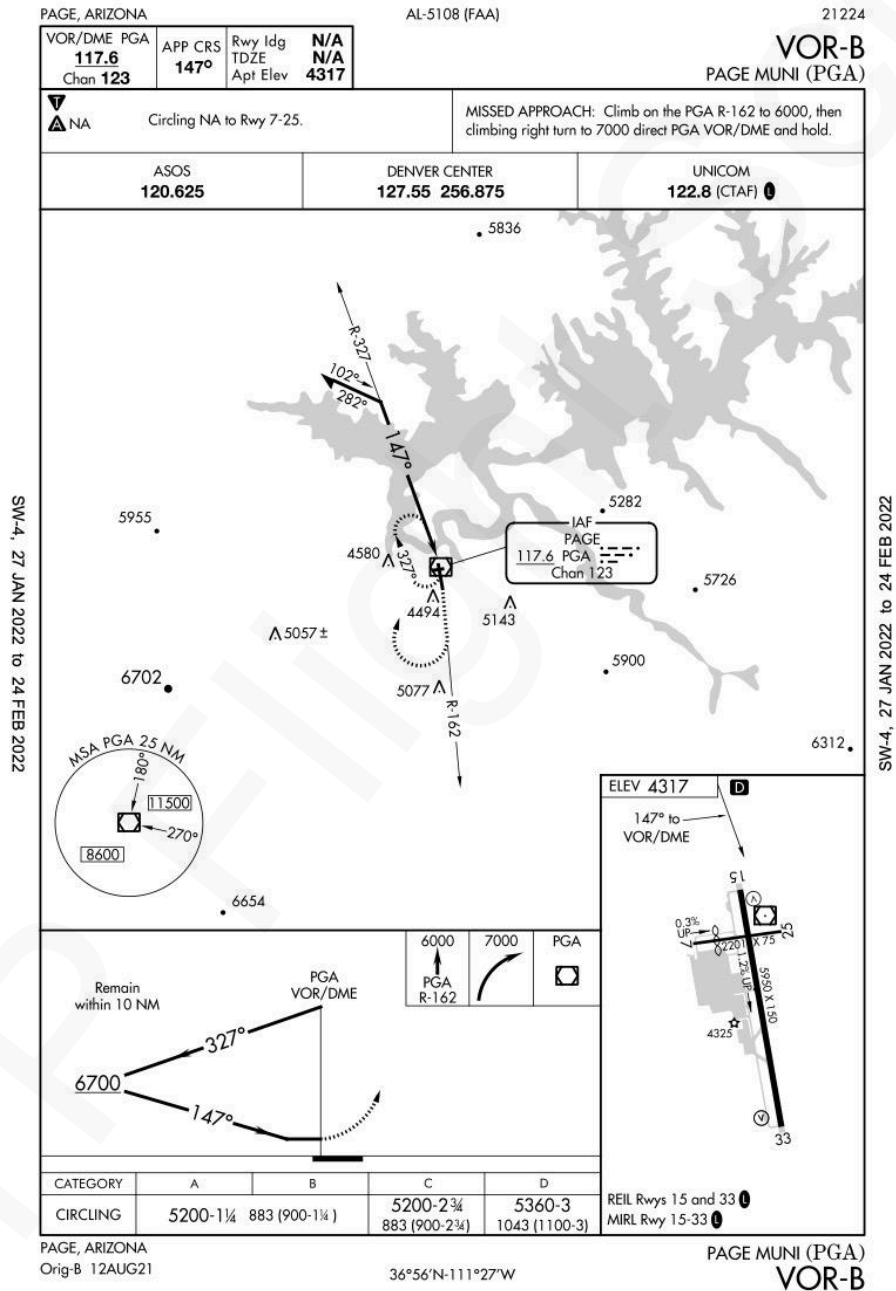 PAGE, ARIZONA
AL-5108 (FAA)
21224
VOR/DME PGA
117.6
Chan 123
APP CRS
147°
Rwy ldg N/A
TDZE N/A
Apt Elev 4317
VOR-B
PAGE MUNI (PGA)
T
A NA
Circling NA to Rwy 7-25.
MISSED APPROACH: Climb on the PGA R-162 to 6000, then
climbing right turn to 7000 direct PGA VOR/DME and hold.
ASOS
120.625
DENVER CENTER
127.55 256.875
UNICOM
122.8 (CTAF) L
5836
R-327
102°
282°
147°
5955
5282
IAF
PAGE
117.6 PGA
Chan 123
4580
327°
5726
4494
5143
5057 ±
5900
6702
5077
R-162
6312
MSA PGA 25 NM
180°
11500
270°
8600
6654
ELEV 4317
D
147° to
VOR/DME
15
0.3%
UP
7
25
2201 X 75
1.2% UP
5950 X 150
4325
V
V
33
REIL Rwys 15 and 33 L
MIRL Rwy 15-33 L
Remain
within 10 NM
PGA
VOR/DME
6000
PGA
R-162
7000
PGA
327°
6700
147°
CATEGORY A B C D
CIRCLING 5200-1¼ 883 (900-1¼) 5200-2¾ 5360-3
883 (900-2¾) 1043 (1100-3)
PAGE, ARIZONA
Orig-B 12AUG21
36°56'N-111°27'W
PAGE MUNI (PGA)
VOR-B
SW-4, 27 JAN 2022 to 24 FEB 2022
SW-4, 27 JAN 2022 to 24 FEB 2022